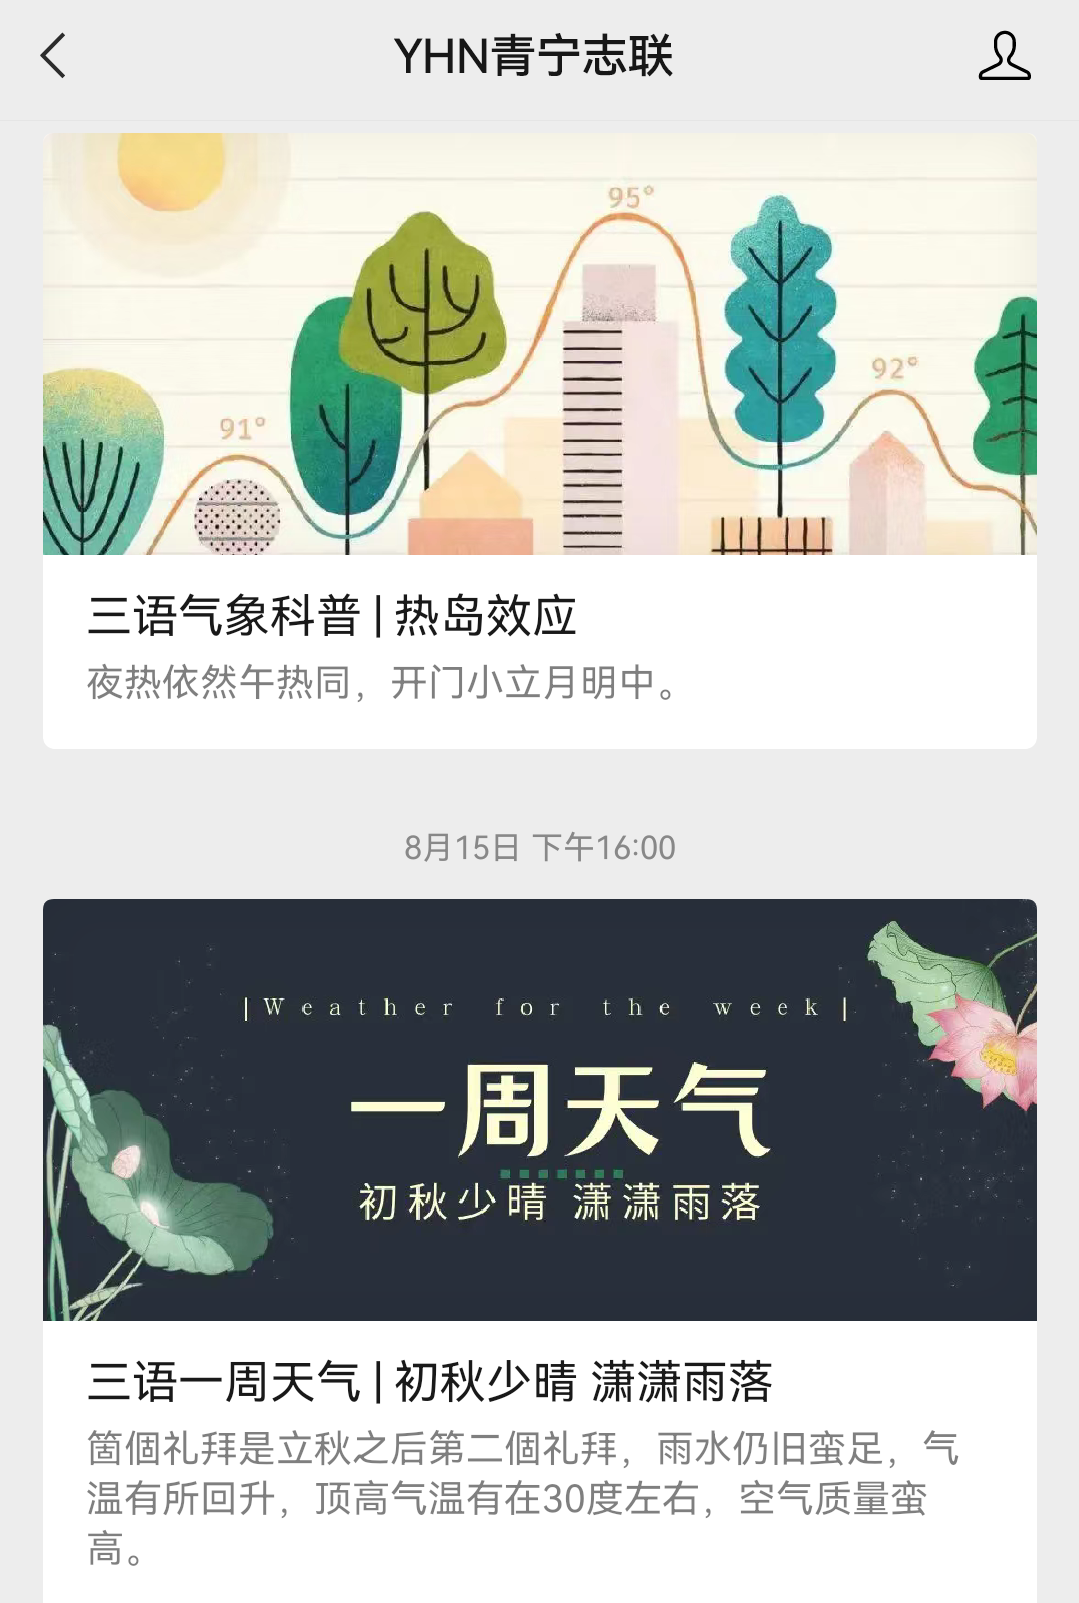 YHN青宁志联
95°
92°
91°
三语气象科普 | 热岛效应
夜热依然午热同，开门小立月明中。
8月15日 下午16:00
|Weather for the week|
一周天气
初秋少晴 潇潇雨落
三语一周天气 | 初秋少晴 潇潇雨落
箇個礼拜是立秋之后第二個礼拜，雨水仍旧蛮足，气
温有所回升，顶高气温有在30度左右，空气质量蛮
高。